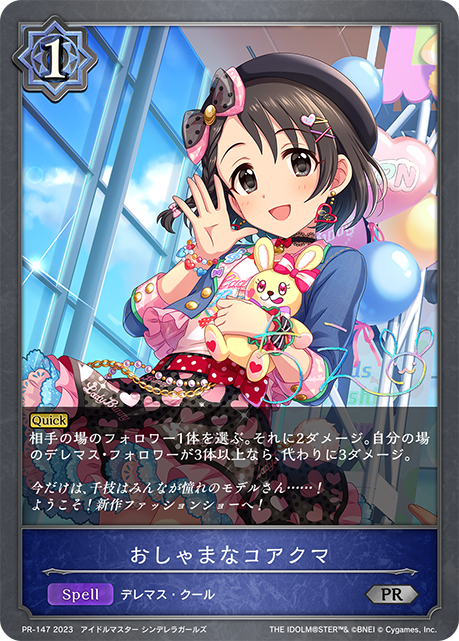 1
Quick
相手の場のフォロワー1体を選ぶ。それに2ダメージ。自分の場
のデレマス・フォロワーが3体以上なら、代わりに3ダメージ。
今だけは、千枝はみんなが憧れのモデルさん……!
ようこそ!新作ファッションショーへ!
おしゃまなコアクマ
Spell デレマス・クール PR
PR-147 2023 アイドルマスター シンデレラガールズ THE IDOLM@STER™& ©BNEI © Cygames, Inc.